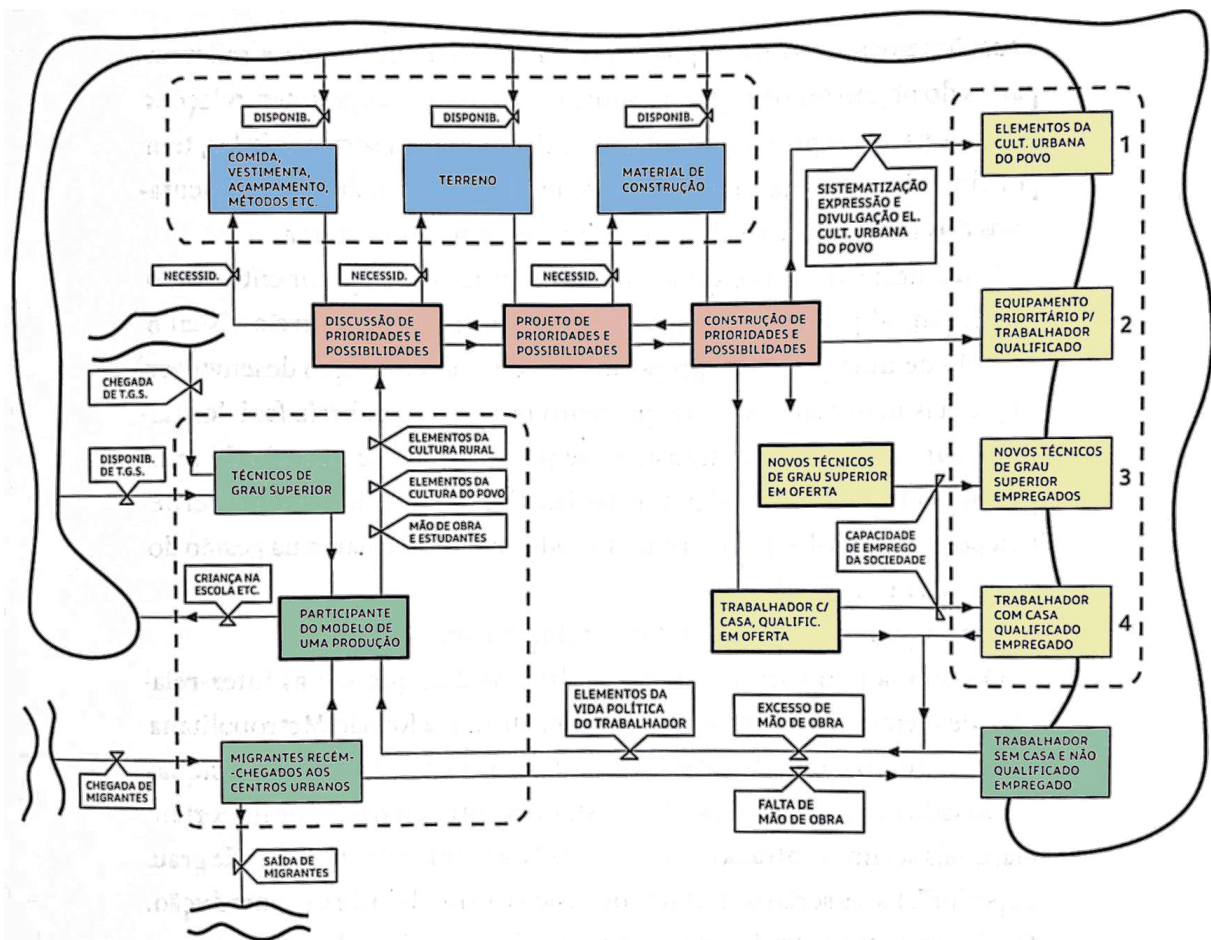 DISPONIB.
DISPONIB.
DISPONIB.
COMIDA,
VESTIMENTA,
ACAMPAMENTO,
MÉTODOS ETC.
TERRENO
MATERIAL DE
CONSTRUÇÃO
ELEMENTOS DA
CULT. URBANA
DO POVO
1
SISTEMATIZAÇÃO
EXPRESSÃO E
DIVULGAÇÃO EL.
CULT. URBANA
DO POVO
NECESSID.
NECESSID.
NECESSID.
DISCUSSÃO DE
PRIORIDADES E
POSSIBILIDADES
PROJETO DE
PRIORIDADES E
POSSIBILIDADES
CONSTRUÇÃO DE
PRIORIDADES E
POSSIBILIDADES
EQUIPAMENTO
PRIORITÁRIO P/
TRABALHADOR
QUALIFICADO
2
CHEGADA
DE T.G.S.
DISPONIB.
DE T.G.S.
TÉCNICOS DE
GRAU SUPERIOR
ELEMENTOS DA
CULTURA RURAL
ELEMENTOS DA
CULTURA DO POVO
MÃO DE OBRA
E ESTUDANTES
NOVOS TÉCNICOS
DE GRAU SUPERIOR
EM OFERTA
NOVOS TÉCNICOS
DE GRAU
SUPERIOR
EMPREGADOS
3
CAPACIDADE
DE EMPREGO
DA SOCIEDADE
CRIANÇA NA
ESCOLA ETC.
PARTICIPANTE
DO MODELO DE
UMA PRODUÇÃO
TRABALHADOR C/
CASA, QUALIFIC.
EM OFERTA
TRABALHADOR
COM CASA
QUALIFICADO
EMPREGADO
4
ELEMENTOS DA
VIDA POLÍTICA
DO TRABALHADOR
EXCESSO DE
MÃO DE OBRA
CHEGADA DE
MIGRANTES
MIGRANTES RECÉM-
-CHEGADOS AOS
CENTROS URBANOS
TRABALHADOR
SEM CASA E NÃO
QUALIFICADO
EMPREGADO
FALTA DE
MÃO DE OBRA
SAÍDA DE
MIGRANTES